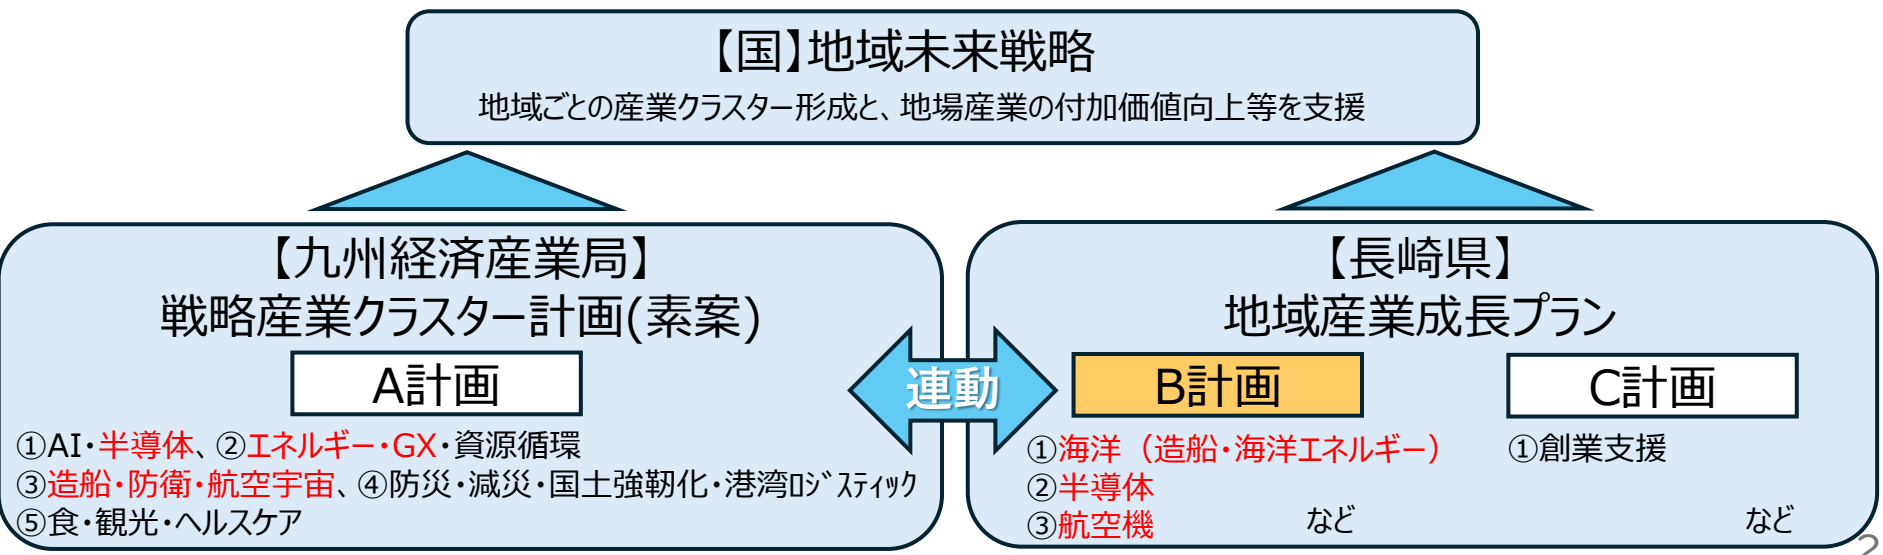 【国】地域未来戦略
地域ごとの産業クラスター形成と、地場産業の付加価値向上等を支援
【九州経済産業局】
戦略産業クラスター計画(素案)
A計画
①AI・半導体、②エネルギー・GX・資源循環
③造船・防衛・航空宇宙、④防災・減災・国土強靭化・港湾ﾛｼﾞｽﾃｨｯｸ
⑤食・観光・ヘルスケア
連動
【長崎県】
地域産業成長プラン
B計画
①海洋（造船・海洋エネルギー）
②半導体
③航空機
など
C計画
①創業支援
など
2